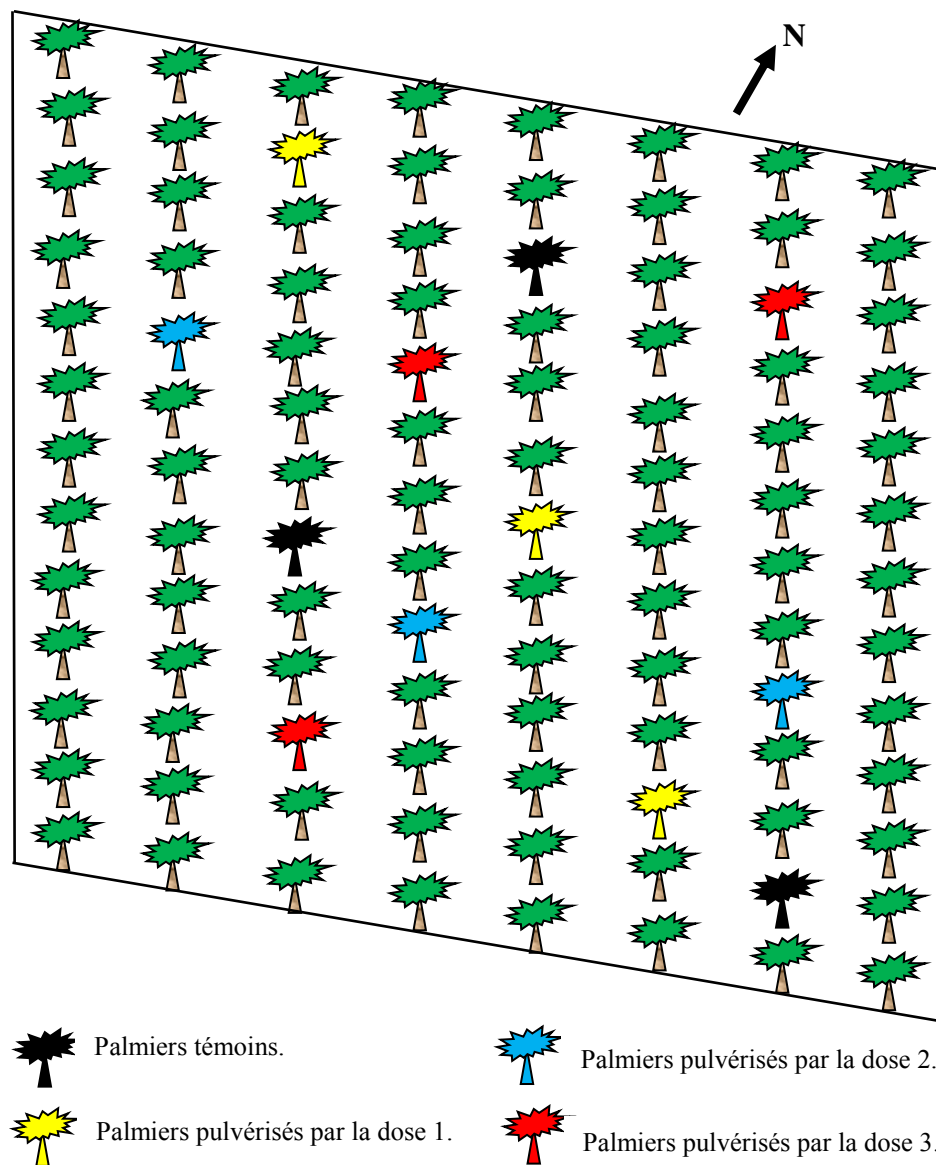 N
Palmiers témoins.
Palmiers pulvérisés par la dose 2.
Palmiers pulvérisés par la dose 1.
Palmiers pulvérisés par la dose 3.